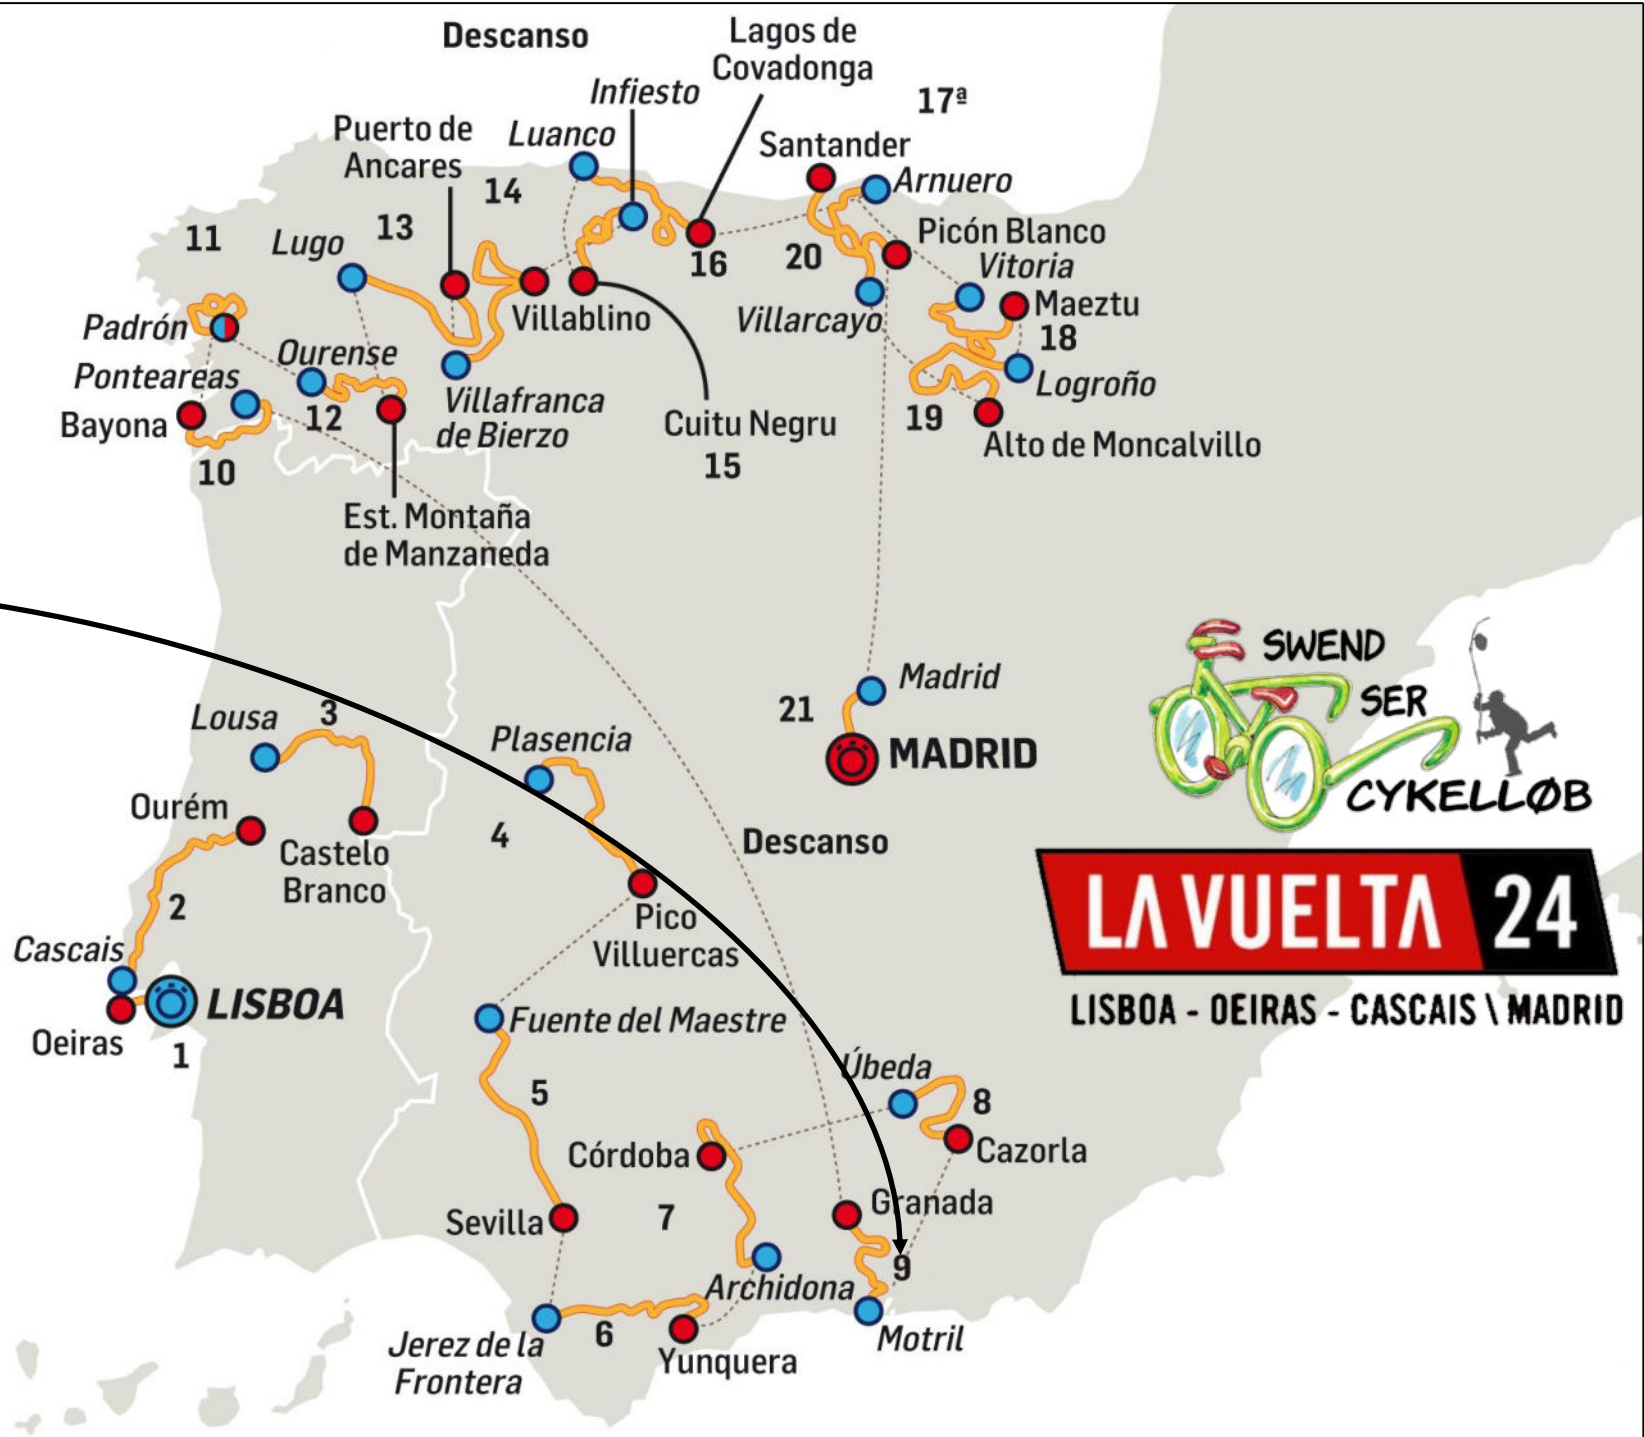 Descanso
Lagos de
Covadonga
Infiesto
17ª
Puerto de
Ancares
Luanco
Santander
Arnuero
14
13
11
Lugo
Picón Blanco
20
16
Vitoria
Villablino
Villarcayo
Maeztu
18
Padrón
Ourense
Ponteareas
Bayona
12
Villafranca
de Bierzo
Cuitu Negru
15
Logroño
19
Alto de Moncalvillo
10
Est. Montaña
de Manzaneda
SWEND
SER
CYKELLØB
Madrid
21
MADRID
Lousa
3
Plasencia
4
Descanso
Ourém
Castelo
Branco
2
Pico
Villuercas
LA VUELTA 24
LISBOA - OEIRAS - CASCAIS \ MADRID
Cascais
LISBOA
Oeiras
1
Fuente del Maestre
5
Úbeda
8
Córdoba
Cazorla
Sevilla
7
Granada
9
Archidona
Motril
Jerez de la
Frontera
6
Yunquera